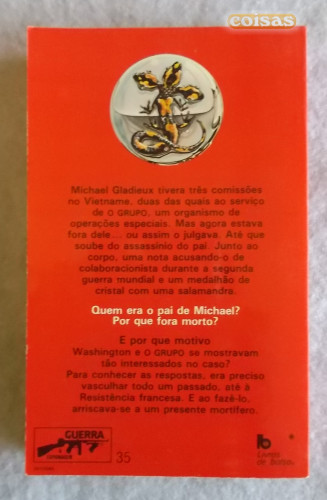 coisas
Michael Gladieux tivera três comissões
no Vietname, duas das quais ao serviço
de O GRUPO, um organismo de
operações especiais. Mas agora estava
fora dele... ou assim o julgava. Até que
soube do assassínio do pai. Junto ao
corpo, uma nota acusando-o de
colaboracionista durante a segunda
guerra mundial e um medalhão de
cristal com uma salamandra.
Quem era o pai de Michael?
Por que fora morto?
E por que motivo
Washington e O GRUPO se mostravam
tão interessados no caso?
Para conhecer as respostas, era preciso
vasculhar todo um passado, até à
Resistência francesa. E ao fazê-lo,
arriscava-se a um presente mortífero.
GUERRA
35
Livros
de Bolso